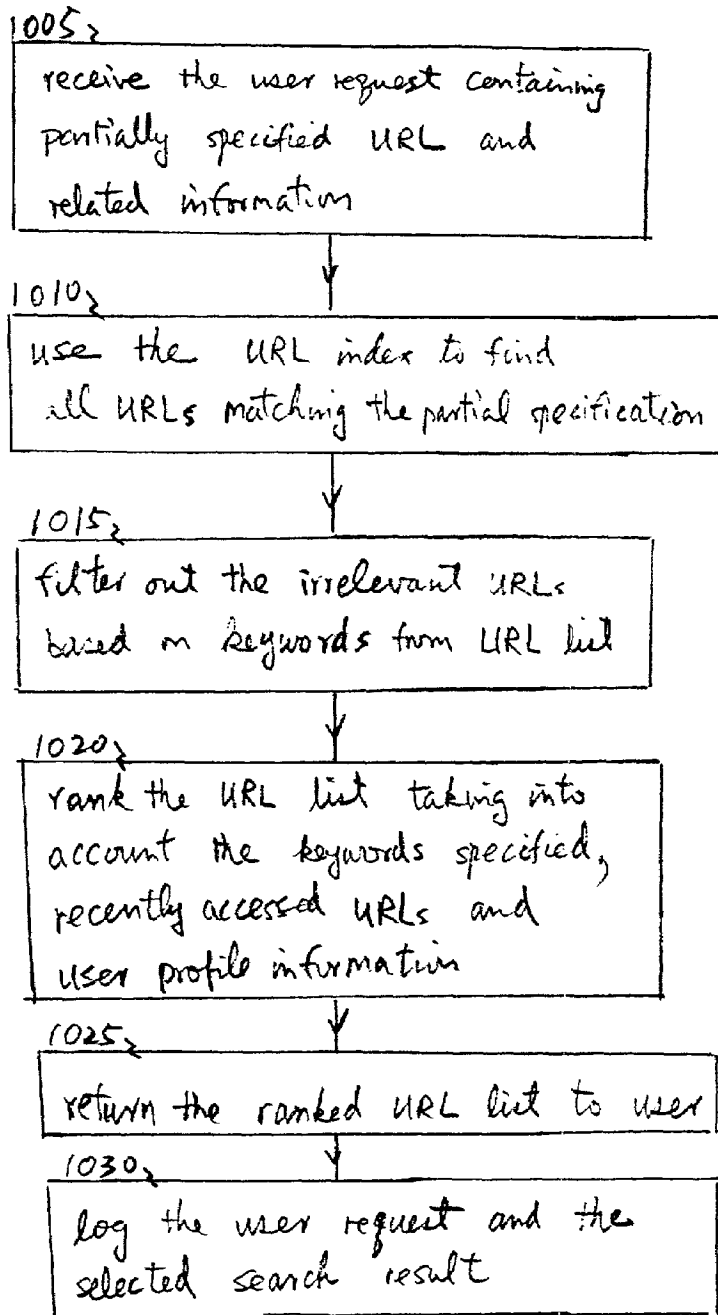 1005
receive the user request containing
partially specified URL and
related information
1010
use the URL index to find
all URLs matching the partial specification
1015
filter out the irrelevant URLs
based on keywords from URL list
1020
rank the URL list taking into
account the keywords specified,
recently accessed URLs and
user profile information
1025
return the ranked URL list to user
1030
log the user request and the
selected search result